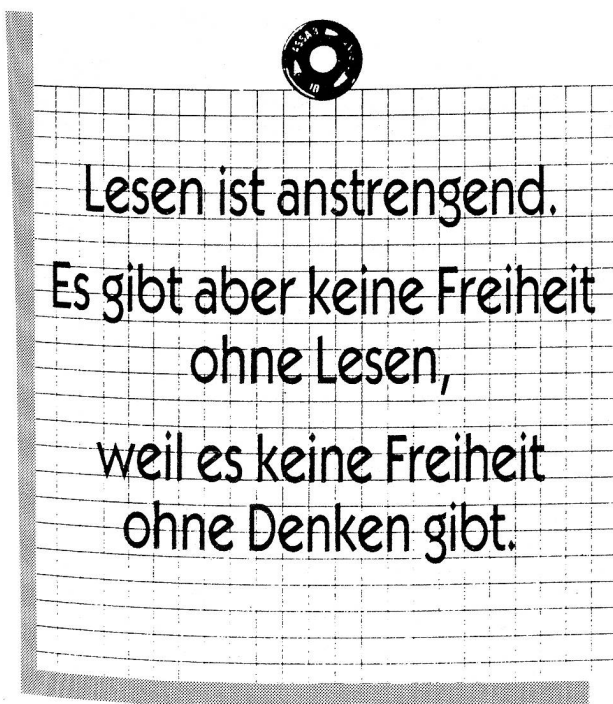 Lesen ist anstrengend.
Es gibt aber keine Freiheit
ohne Lesen,
weil es keine Freiheit
ohne Denken gibt.